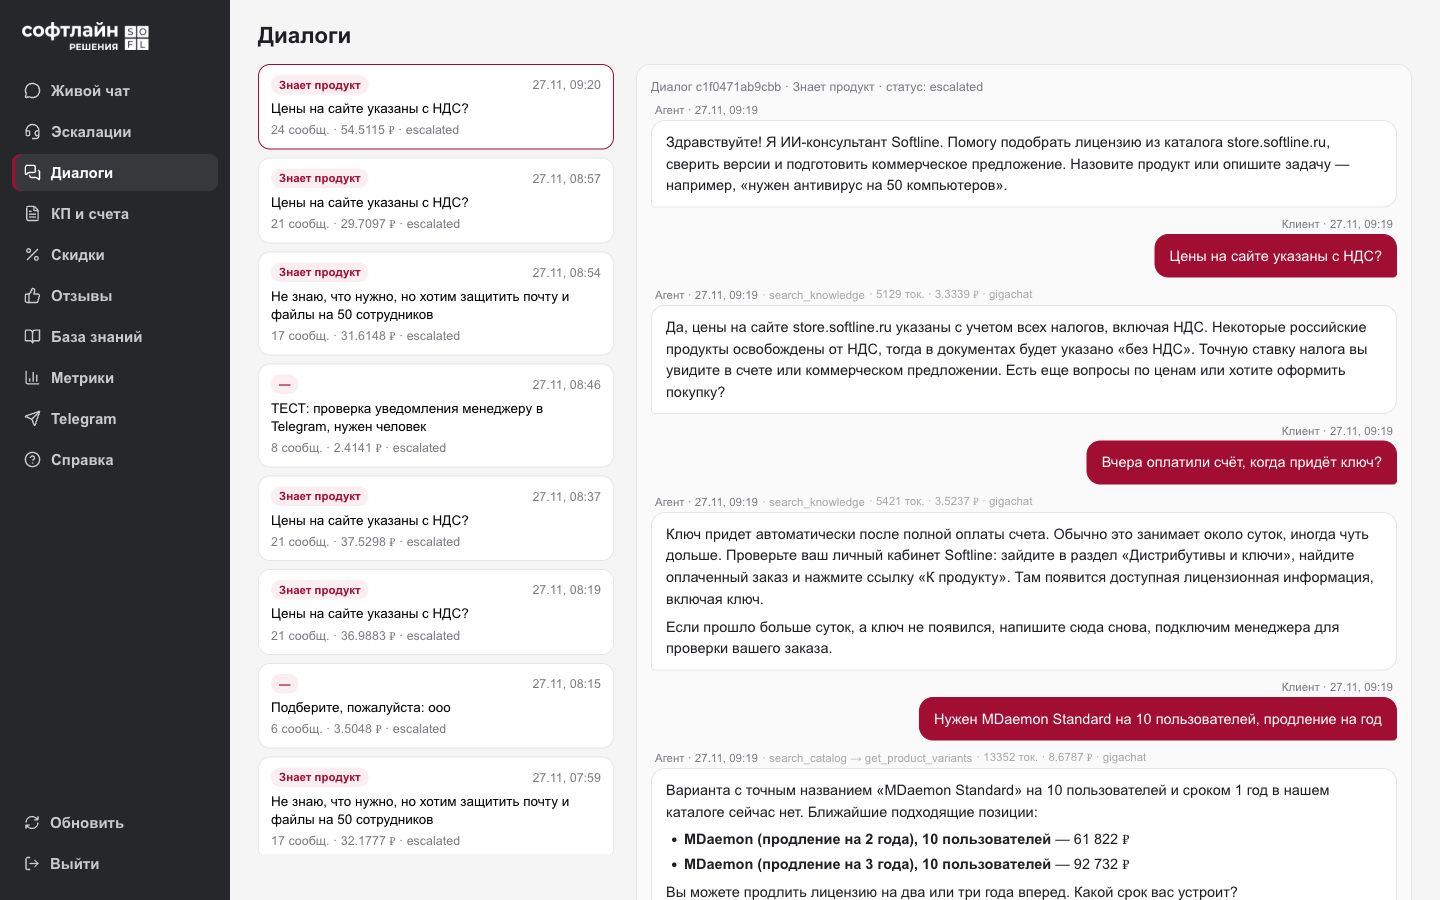 софтлайн SO
РЕШЕНИЯ FL
Живой чат
Эскалации
Диалоги
КП и счета
Скидки
Отзывы
База знаний
Метрики
Telegram
Справка
Обновить
Выйти
Диалоги
Знает продукт 27.11, 09:20
Цены на сайте указаны с НДС?
24 сообщ. · 54.5115 ₽ · escalated
Знает продукт 27.11, 08:57
Цены на сайте указаны с НДС?
21 сообщ. · 29.7097 ₽ · escalated
Знает продукт 27.11, 08:54
Не знаю, что нужно, но хотим защитить почту и
файлы на 50 сотрудников
17 сообщ. · 31.6148 ₽ · escalated
— 27.11, 08:46
ТЕСТ: проверка уведомления менеджеру в
Telegram, нужен человек
8 сообщ. · 2.4141 ₽ · escalated
Знает продукт 27.11, 08:37
Цены на сайте указаны с НДС?
21 сообщ. · 37.5298 ₽ · escalated
Знает продукт 27.11, 08:19
Цены на сайте указаны с НДС?
21 сообщ. · 36.9883 ₽ · escalated
— 27.11, 08:15
Подберите, пожалуйста: ооо
6 сообщ. · 3.5048 ₽ · escalated
Знает продукт 27.11, 07:59
Не знаю, что нужно, но хотим защитить почту и
файлы на 50 сотрудников
17 сообщ. · 32.1777 ₽ · escalated
Диалог c1f0471ab9cbb · Знает продукт · статус: escalated
Агент · 27.11, 09:19
Здравствуйте! Я ИИ-консультант Softline. Помогу подобрать лицензию из каталога store.softline.ru,
сверить версии и подготовить коммерческое предложение. Назовите продукт или опишите задачу —
например, «нужен антивирус на 50 компьютеров».
Клиент · 27.11, 09:19
Цены на сайте указаны с НДС?
Агент · 27.11, 09:19 · search_knowledge · 5129 ток. · 3.3339 ₽ · gigachat
Да, цены на сайте store.softline.ru указаны с учетом всех налогов, включая НДС. Некоторые российские
продукты освобождены от НДС, тогда в документах будет указано «без НДС». Точную ставку налога вы
увидите в счете или коммерческом предложении. Есть еще вопросы по ценам или хотите оформить
покупку?
Клиент · 27.11, 09:19
Вчера оплатили счёт, когда придёт ключ?
Агент · 27.11, 09:19 · search_knowledge · 5421 ток. · 3.5237 ₽ · gigachat
Ключ придет автоматически после полной оплаты счета. Обычно это занимает около суток, иногда чуть
дольше. Проверьте ваш личный кабинет Softline: зайдите в раздел «Дистрибутивы и ключи», найдите
оплаченный заказ и нажмите ссылку «К продукту». Там появится доступная лицензионная информация,
включая ключ.
Если прошло больше суток, а ключ не появился, напишите сюда снова, подключим менеджера для
проверки вашего заказа.
Клиент · 27.11, 09:19
Нужен MDaemon Standard на 10 пользователей, продление на год
Агент · 27.11, 09:19 · search_catalog → get_product_variants · 13352 ток. · 8.6787 ₽ · gigachat
Варианта с точным названием «MDaemon Standard» на 10 пользователей и сроком 1 год в нашем
каталоге сейчас нет. Ближайшие подходящие позиции:
• MDaemon (продление на 2 года), 10 пользователей — 61 822 ₽
• MDaemon (продление на 3 года), 10 пользователей — 92 732 ₽
Вы можете продлить лицензию на два или три года вперед. Какой срок вас устроит?